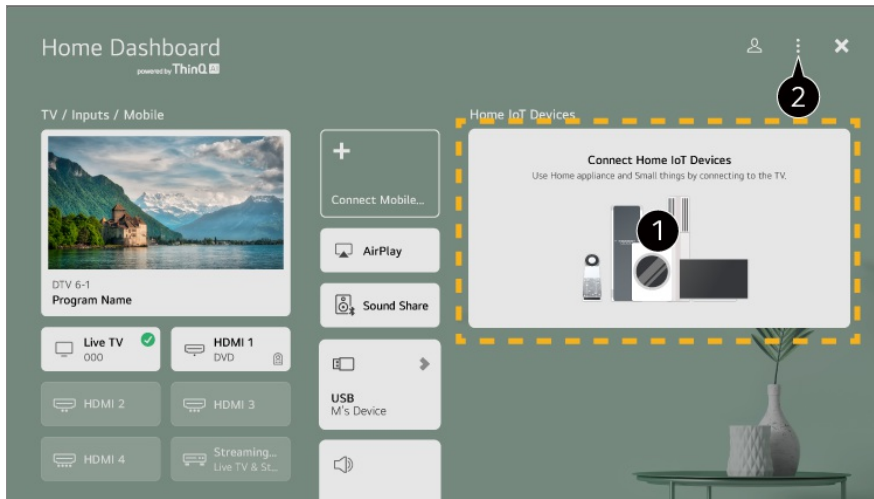 Home Dashboard
powered by ThinQ AI
2
TV / Inputs / Mobile
Home IoT Devices
DTV 6-1
Program Name
Live TV
000
HDMI 1
DVD
HDMI 2
HDMI 3
HDMI 4
Streaming...
Live TV & St...
Connect Mobile...
AirPlay
Sound Share
USB
M's Device
Connect Home IoT Devices
Use Home appliance and Small things by connecting to the TV.
1